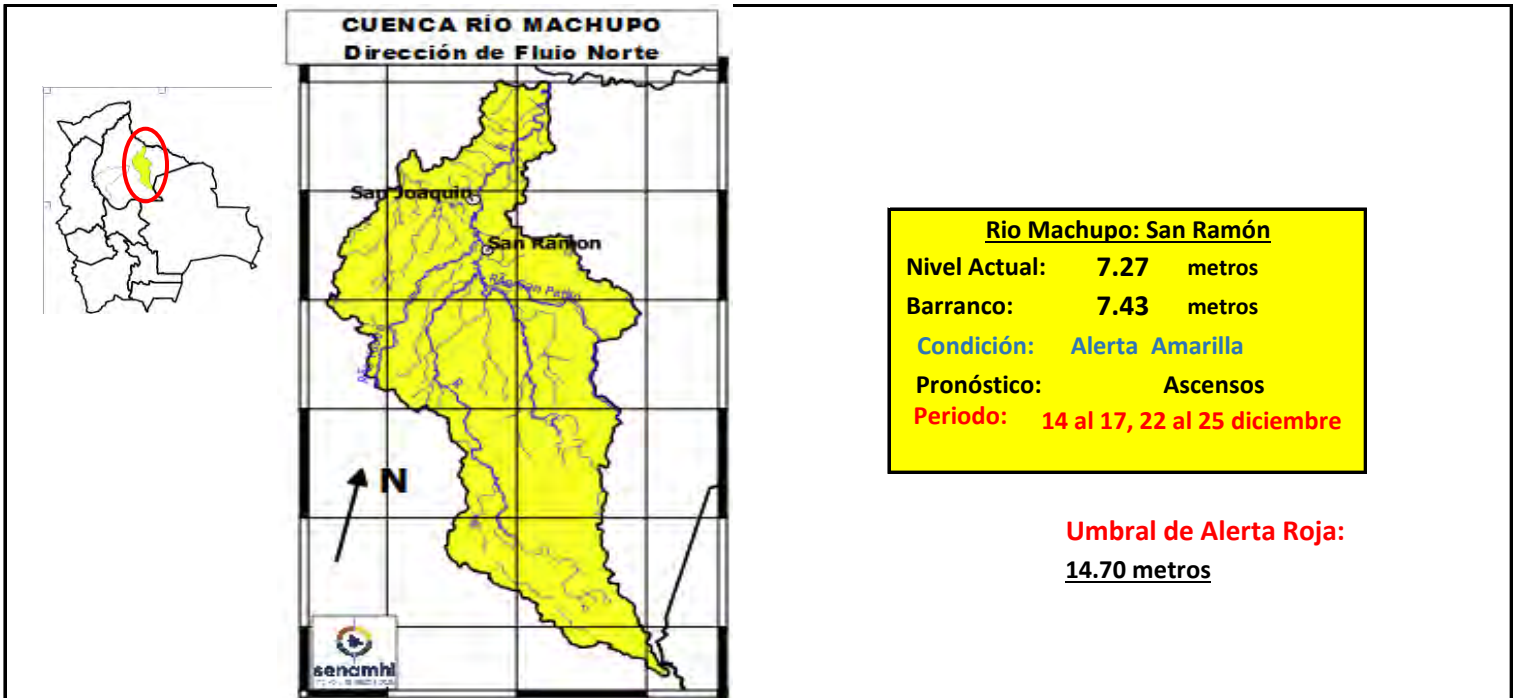 CUENCA RÍO MACHUPO
Dirección de Fluio Norte
San Joaquin
San Ramon
San Pablo
N
senamhi
Rio Machupo: San Ramón
Nivel Actual: 7.27 metros
Barranco: 7.43 metros
Condición: Alerta Amarilla
Pronóstico: Ascensos
Periodo: 14 al 17, 22 al 25 diciembre
Umbral de Alerta Roja:
14.70 metros